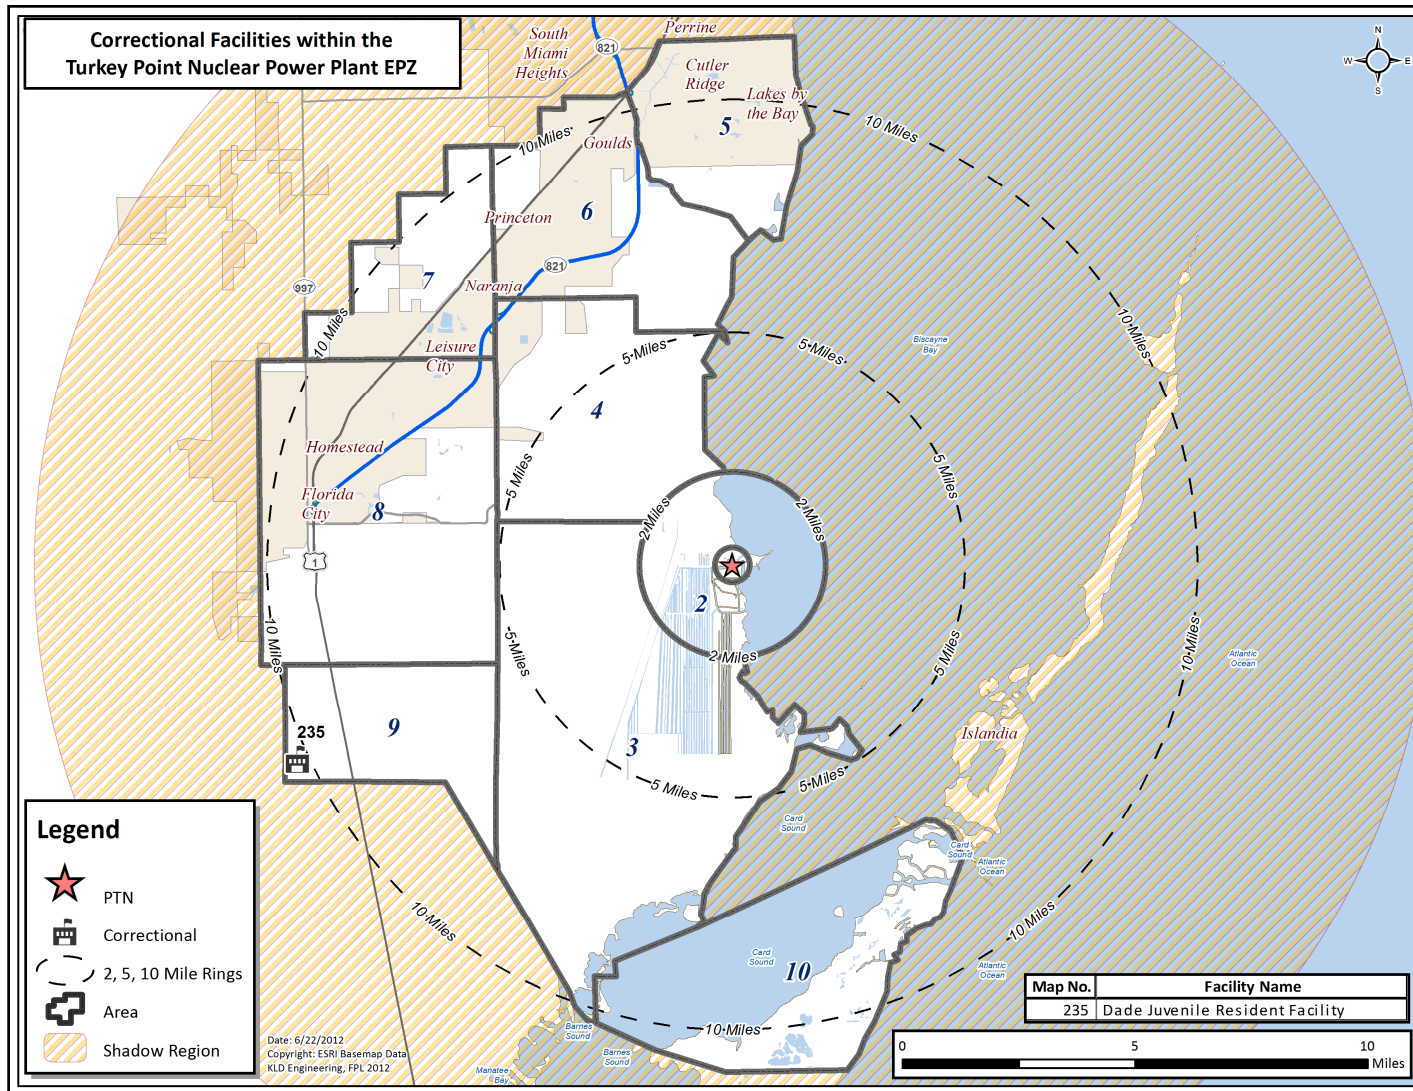 Correctional Facilities within the
Turkey Point Nuclear Power Plant EPZ
South
Miami
Heights
821
Perrine
Cutler
Ridge
Lakes by
the Bay
N
W
E
S
5
10 Miles
10 Miles
Goulds
Princeton
6
821
7
997
Naranja
10 Miles
Leisure
City
5 Miles
5 Miles
Biscayne
Bay
10 Miles
4
Homestead
5 Miles
5 Miles
Florida
City
8
2 Miles
2 Miles
1
2
10 Miles
5 Miles
2 Miles
5 Miles
10 Miles
Atlantic
Ocean
9
235
3
Islandia
5 Miles
5 Miles
Card
Sound
Card
Sound
Atlantic
Ocean
10 Miles
10 Miles
Card
Sound
10
Atlantic
Ocean
10 Miles
Barnes
Sound
Barnes
Sound
Manatee
Bay
Legend
PTN
Correctional
2, 5, 10 Mile Rings
Area
Shadow Region
Date: 6/22/2012
Copyright: ESRI Basemap Data
KLD Engineering, FPL 2012
Map No. Facility Name
235 Dade Juvenile Resident Facility
0 5 10
Miles